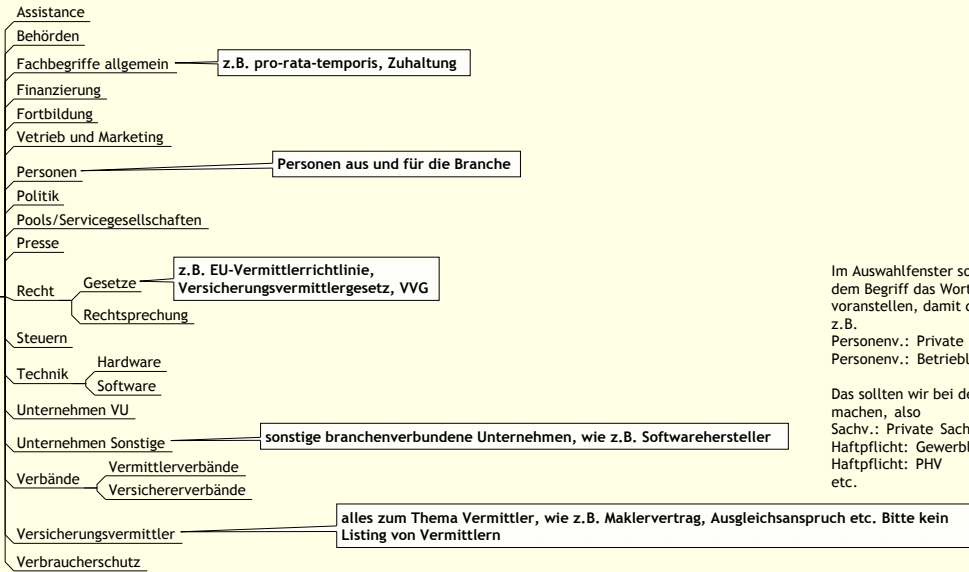 Assistance
Behörden
Fachbegriffe allgemein
z.B. pro-rata-temporis, Zuhaltung
Finanzierung
Fortbildung
Vetrieb und Marketing
Personen
Personen aus und für die Branche
Politik
Pools/Servicegesellschaften
Presse
Recht
Gesetze
z.B. EU-Vermittlerrichtlinie,
Versicherungsvermittlergesetz, VVG
Rechtsprechung
Steuern
Technik
Hardware
Software
Unternehmen VU
Unternehmen Sonstige
sonstige branchenverbundene Unternehmen, wie z.B. Softwarehersteller
Verbände
Vermittlerverbände
Versichererverbände
Versicherungsvermittler
alles zum Thema Vermittler, wie z.B. Maklervertrag, Ausgleichsanspruch etc. Bitte kein
Listing von Vermittlern
Verbraucherschutz
Im Auswahlfenster
dem Begriff das Wort
voranstellen, damit
z.B.
Personenv.: Private
Personenv.:
Das sollten wir bei
machen, also
Sachv.: Private
Haftpflicht:
Haftpflicht: PHV
etc.